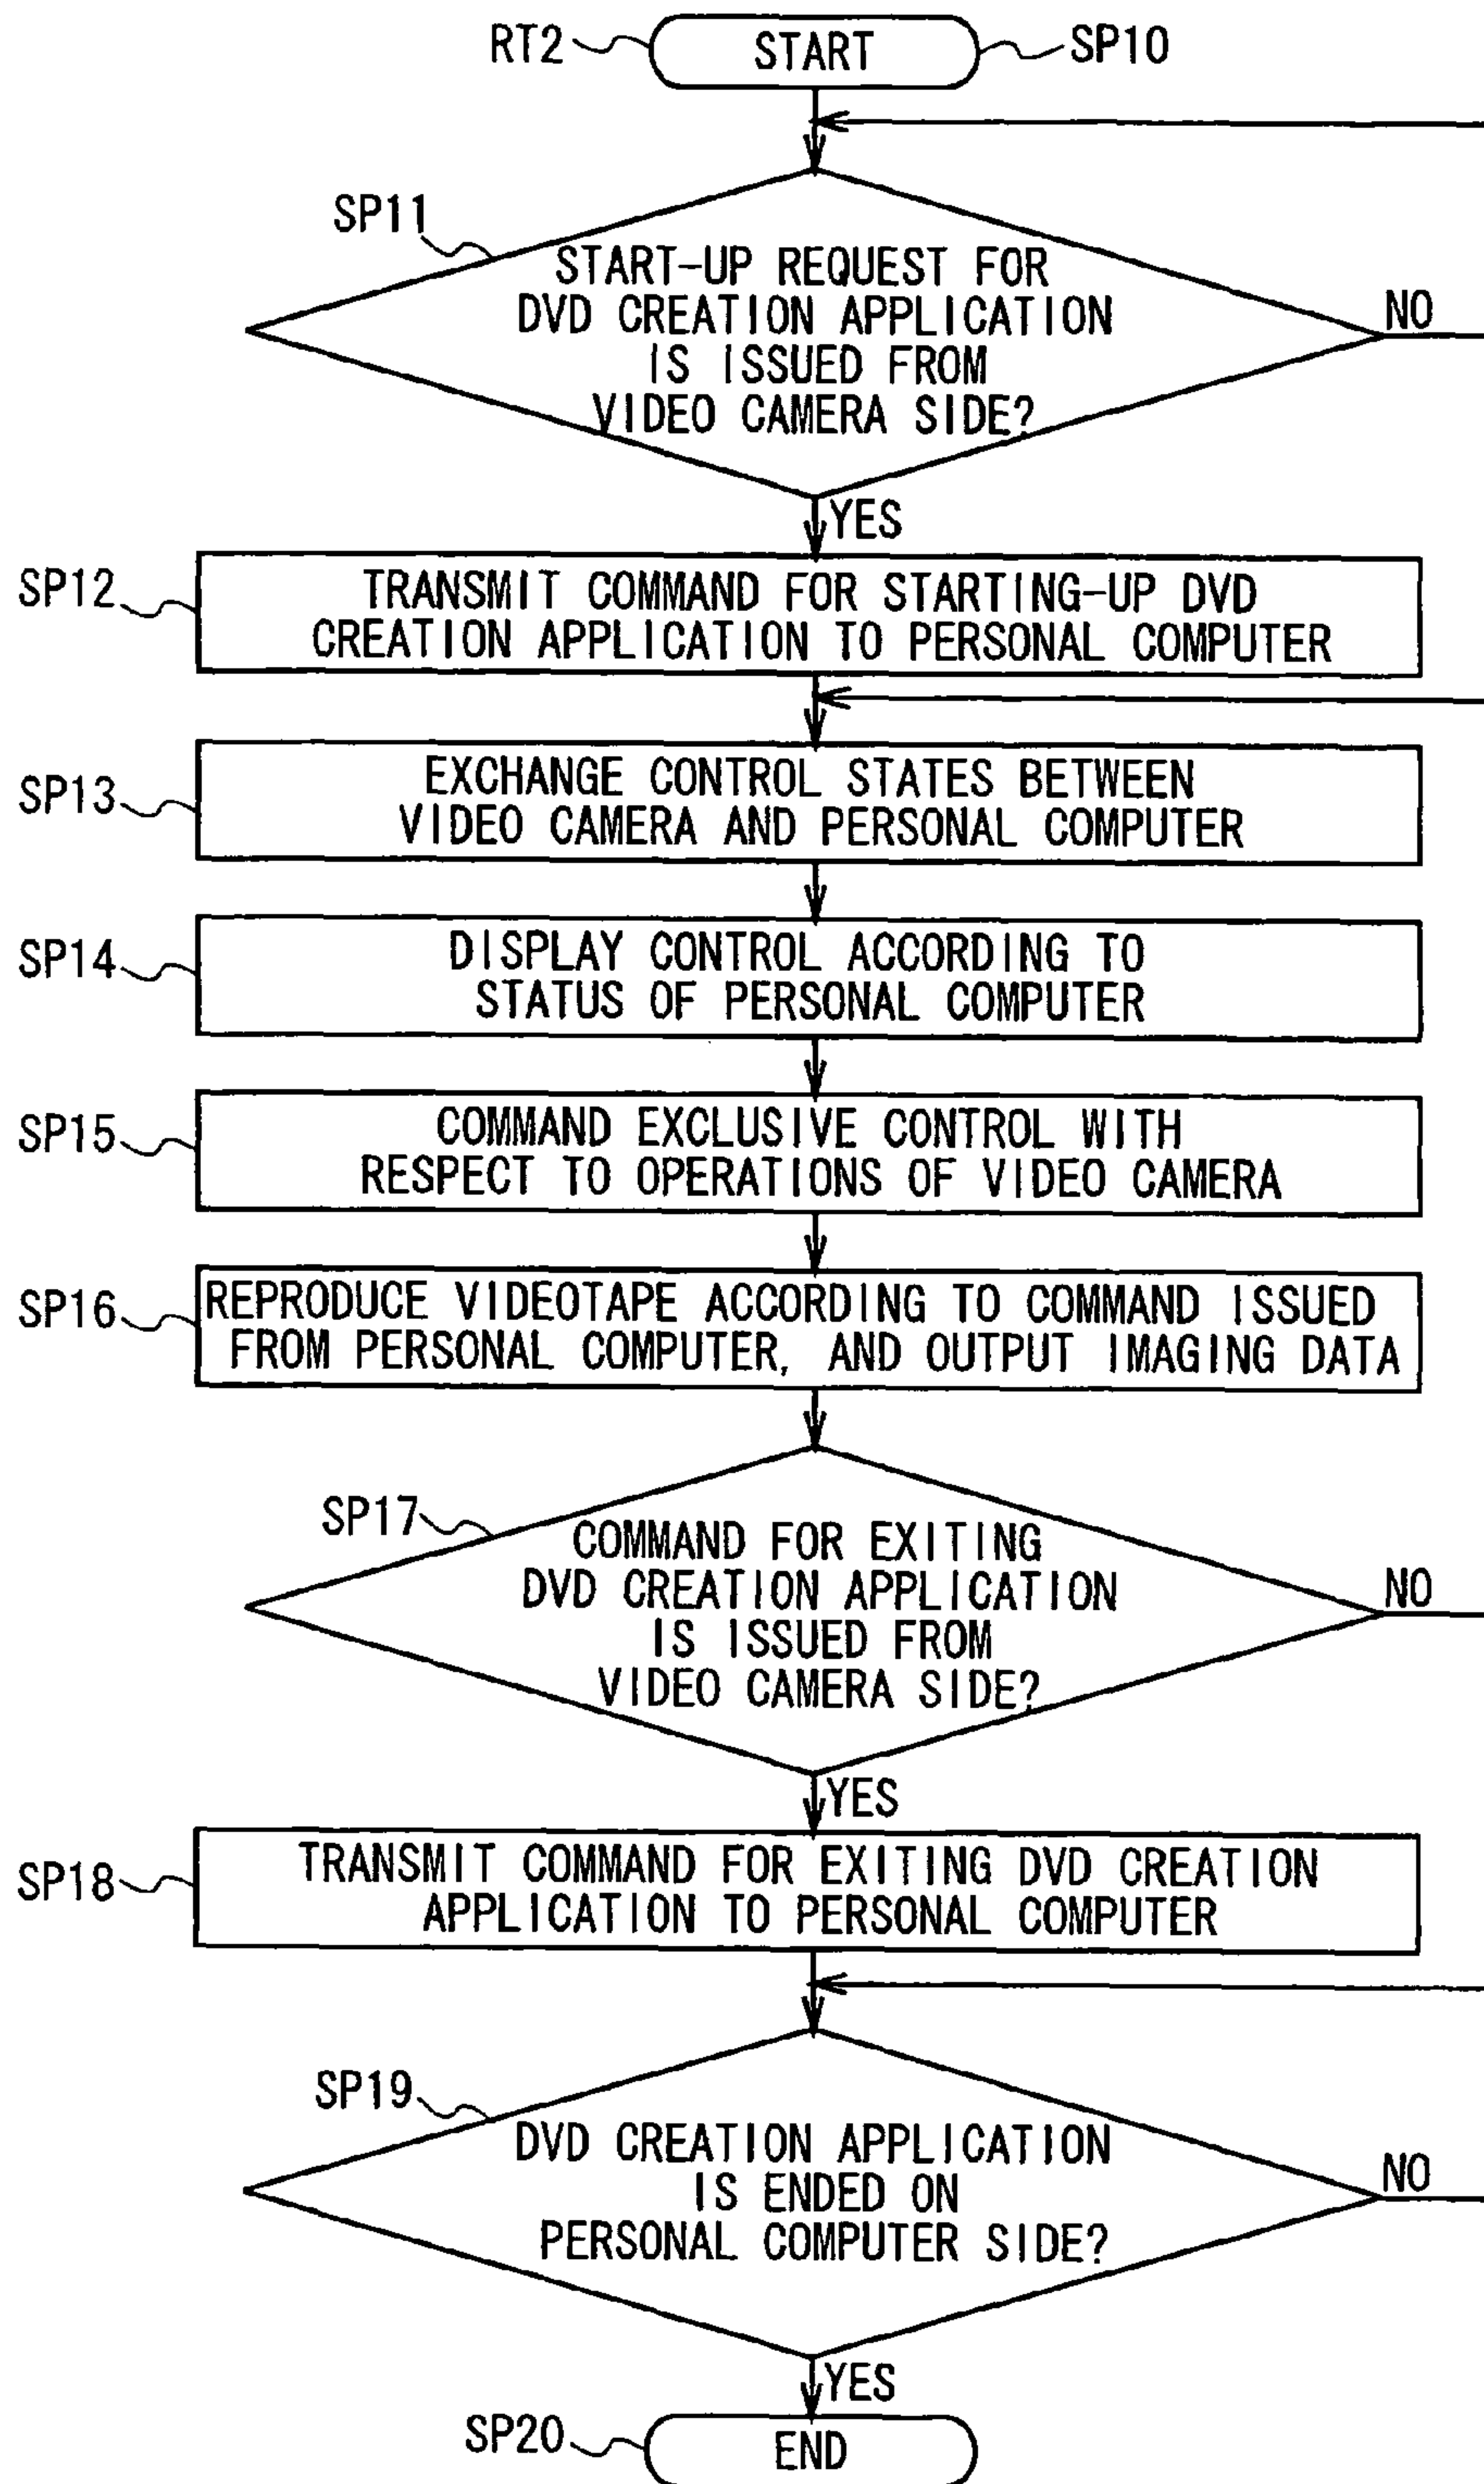 RT2
START
SP10
SP11
START-UP REQUEST FOR
DVD CREATION APPLICATION
IS ISSUED FROM
VIDEO CAMERA SIDE?
NO
YES
SP12
TRANSMIT COMMAND FOR STARTING-UP DVD
CREATION APPLICATION TO PERSONAL COMPUTER
SP13
EXCHANGE CONTROL STATES BETWEEN
VIDEO CAMERA AND PERSONAL COMPUTER
SP14
DISPLAY CONTROL ACCORDING TO
STATUS OF PERSONAL COMPUTER
SP15
COMMAND EXCLUSIVE CONTROL WITH
RESPECT TO OPERATIONS OF VIDEO CAMERA
SP16
REPRODUCE VIDEOTAPE ACCORDING TO COMMAND ISSUED
FROM PERSONAL COMPUTER, AND OUTPUT IMAGING DATA
SP17
COMMAND FOR EXITING
DVD CREATION APPLICATION
IS ISSUED FROM
VIDEO CAMERA SIDE?
NO
YES
SP18
TRANSMIT COMMAND FOR EXITING DVD CREATION
APPLICATION TO PERSONAL COMPUTER
SP19
DVD CREATION APPLICATION
IS ENDED ON
PERSONAL COMPUTER SIDE?
NO
YES
SP20
END